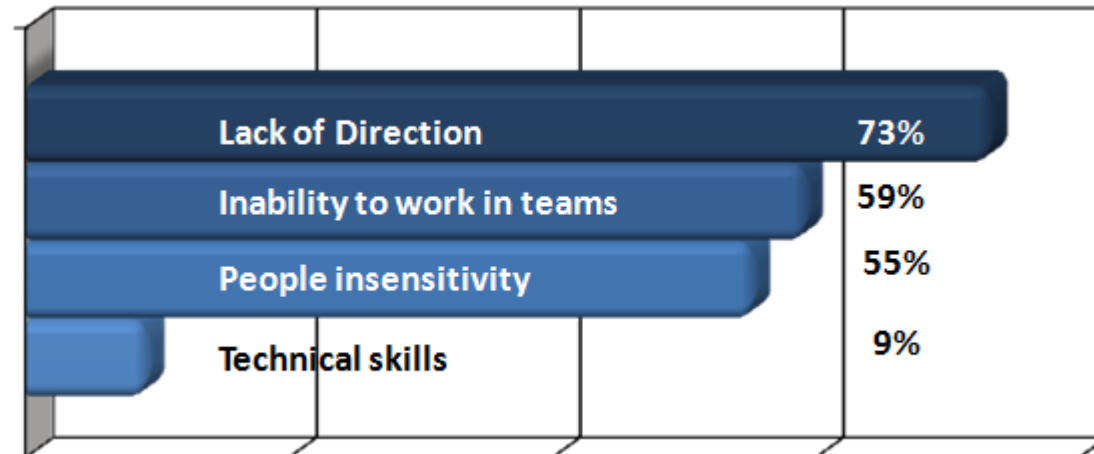 Lack of Direction 73%
Inability to work in teams 59%
People insensitivity 55%
Technical skills 9%